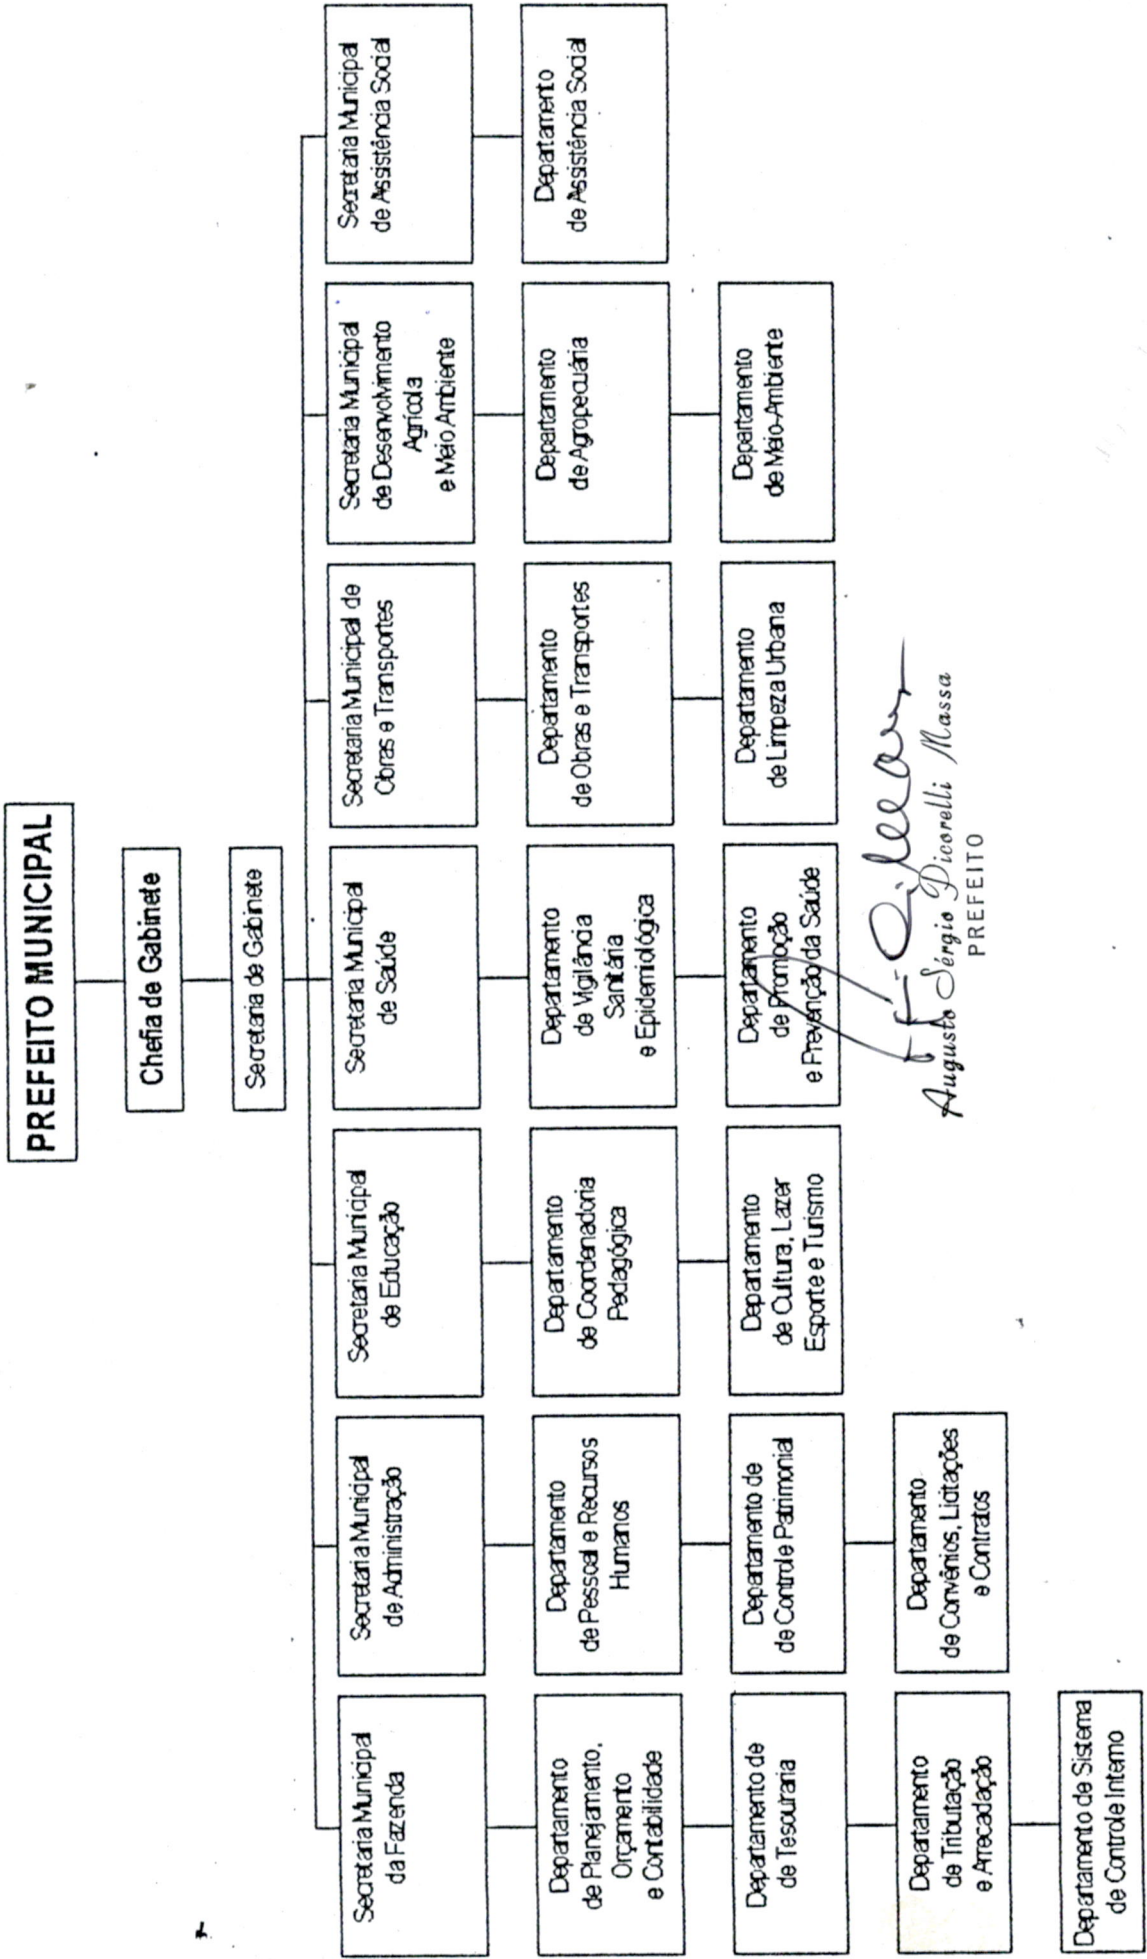 PREFEITO MUNICIPAL
Chefia de Gabinete
Secretaria de Gabinete
Secretaria Municipal
da Fazenda
Departamento
de Planejamento,
Orçamento
e Contabilidade
Departamento de
de Tesouraria
Departamento
de Tributação
e Arrecadação
Departamento de Sistema
de Controle Interno
Secretaria Municipal
de Administração
Departamento
de Pessoal e Recursos
Humanos
Departamento de
de Controle Patrimonial
Departamento
de Convênios, Licitações
e Contratos
Secretaria Municipal
de Educação
Departamento
de Coordenadoria
Pedagógica
Departamento
de Cultura, Lazer
Esporte e Turismo
Secretaria Municipal
de Saúde
Departamento
de Vigilância
Sanitária
e Epidemiológica
Departamento
de Promoção
e Prevenção da Saúde
Secretaria Municipal de
Obras e Transportes
Departamento
de Obras e Transportes
Departamento
de Limpeza Urbana
Secretaria Municipal
de Desenvolvimento
Agrícola
e Meio Ambiente
Departamento
de Agropecuária
Departamento
de Meio-Ambiente
Secretaria Municipal
de Assistência Social
Departamento
de Assistência Social
Augusto Sérgio Dicorelli Massa
PREFEITO